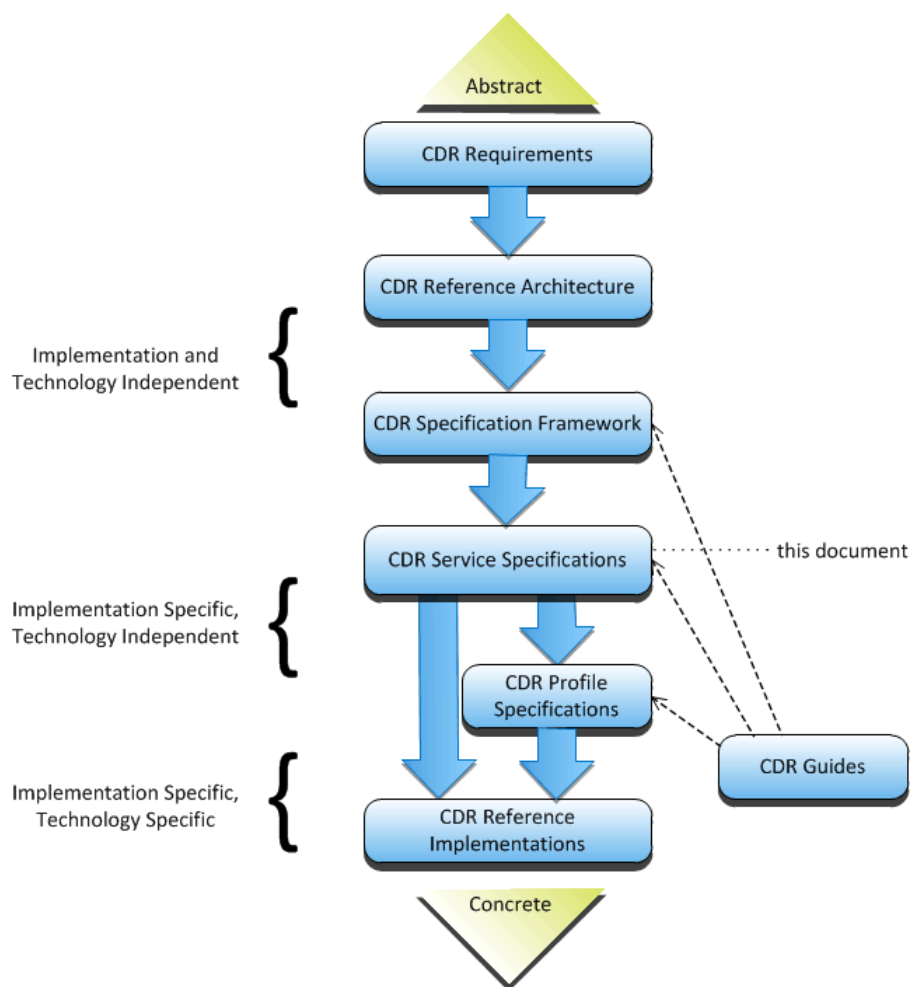 Abstract
CDR Requirements
CDR Reference Architecture
Implementation and
Technology Independent
CDR Specification Framework
CDR Service Specifications
this document
Implementation Specific,
Technology Independent
CDR Profile
Specifications
CDR Guides
Implementation Specific,
Technology Specific
CDR Reference
Implementations
Concrete